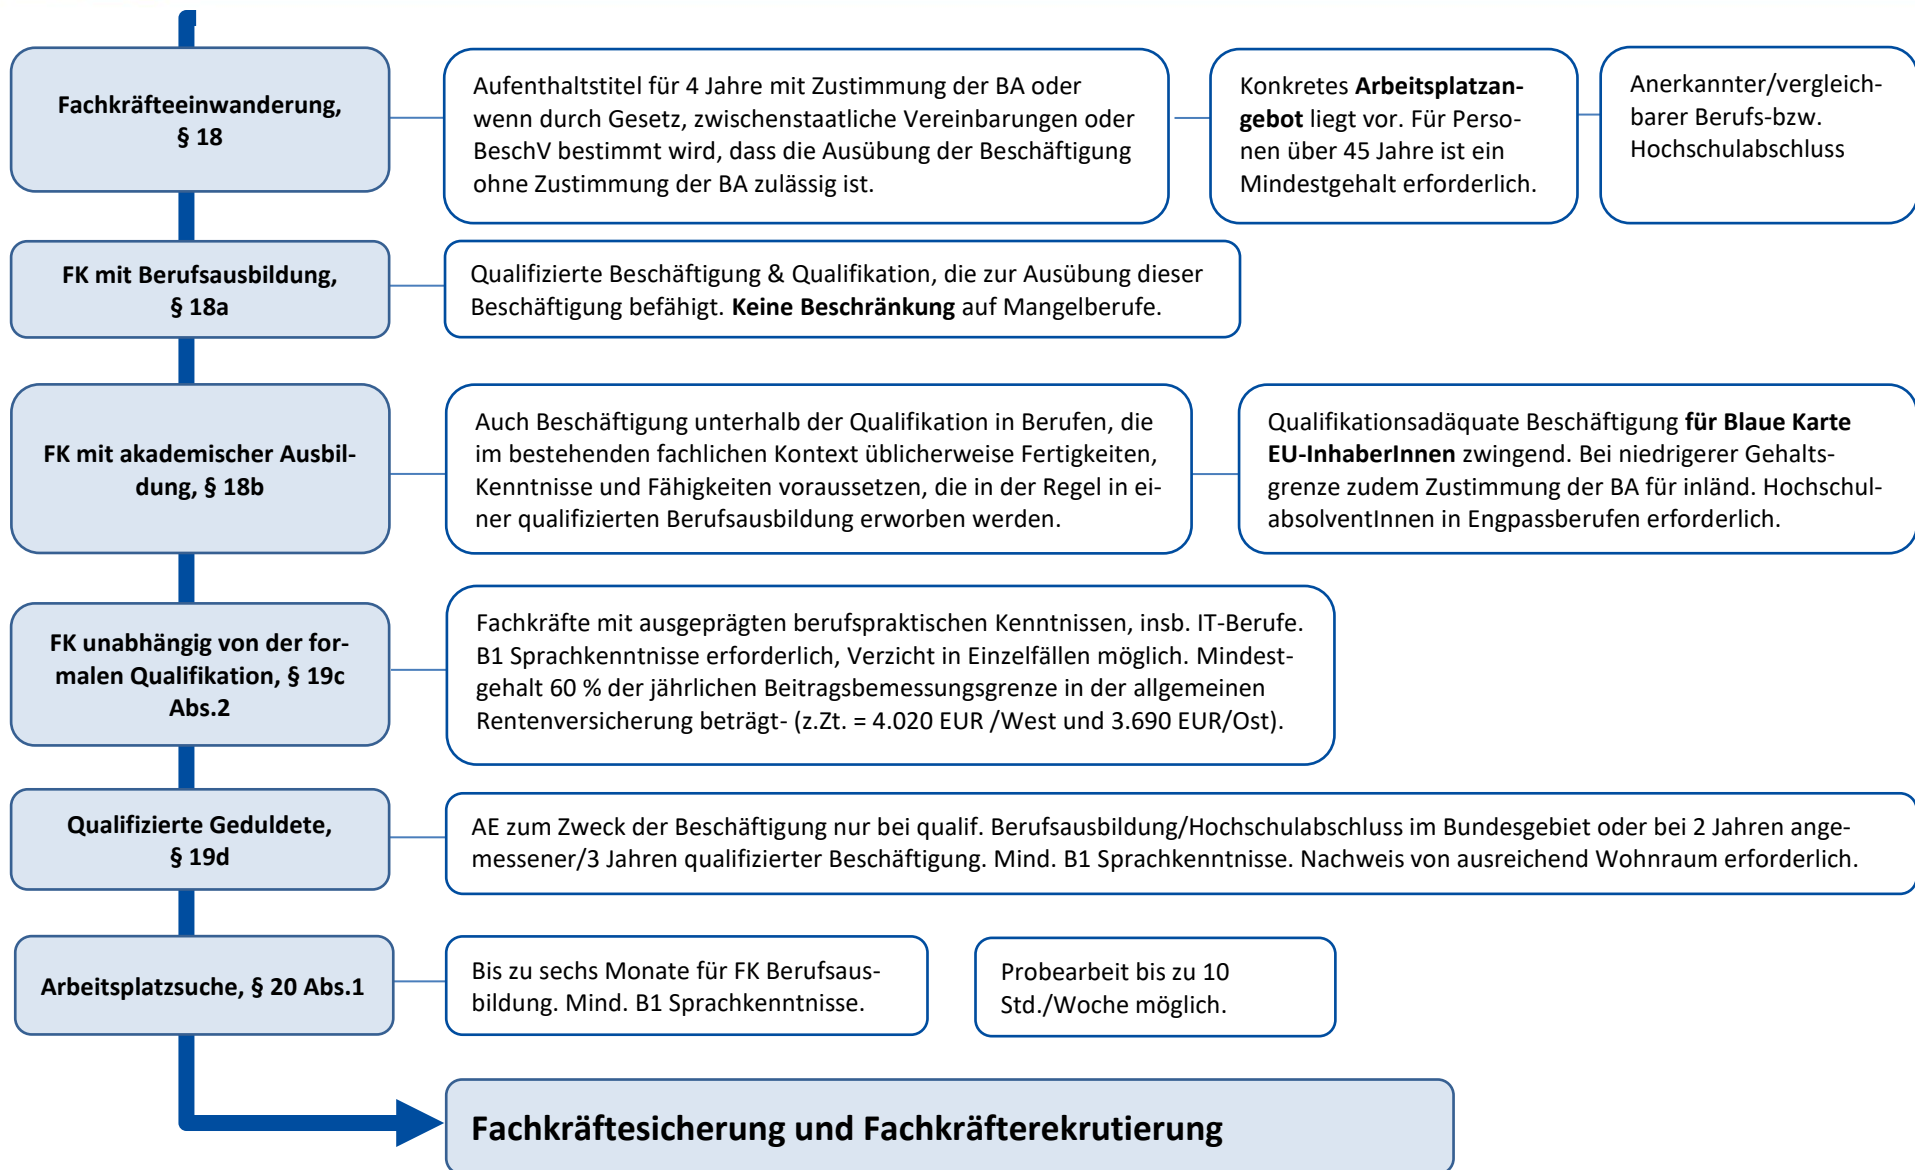 Fachkräfteeinwanderung,
§ 18
Aufenthaltstitel für 4 Jahre mit Zustimmung der BA oder
wenn durch Gesetz, zwischenstaatliche Vereinbarungen oder
BeschV bestimmt wird, dass die Ausübung der Beschäftigung
ohne Zustimmung der BA zulässig ist.
Konkretes Arbeitsplatzan-
gebot liegt vor. Für Perso-
nen über 45 Jahre ist ein
Mindestgehalt erforderlich.
Anerkannter/vergleich-
barer Berufs-bzw.
Hochschulabschluss
FK mit Berufsausbildung,
§ 18a
Qualifizierte Beschäftigung & Qualifikation, die zur Ausübung dieser
Beschäftigung befähigt. Keine Beschränkung auf Mangelberufe.
FK mit akademischer Ausbil-
dung, § 18b
Auch Beschäftigung unterhalb der Qualifikation in Berufen, die
im bestehenden fachlichen Kontext üblicherweise Fertigkeiten,
Kenntnisse und Fähigkeiten voraussetzen, die in der Regel in ei-
ner qualifizierten Berufsausbildung erworben werden.
Qualifikationsadäquate Beschäftigung für Blaue Karte
EU-InhaberInnen zwingend. Bei niedrigerer Gehalts-
grenze zudem Zustimmung der BA für inländ. Hochschul-
absolventInnen in Engpassberufen erforderlich.
FK unabhängig von der for-
malen Qualifikation, § 19c
Abs.2
Fachkräfte mit ausgeprägten berufspraktischen Kenntnissen, insb. IT-Berufe.
B1 Sprachkenntnisse erforderlich, Verzicht in Einzelfällen möglich. Mindest-
gehalt 60 % der jährlichen Beitragsbemessungsgrenze in der allgemeinen
Rentenversicherung beträgt- (z.Zt. = 4.020 EUR /West und 3.690 EUR/Ost).
Qualifizierte Geduldete,
§ 19d
AE zum Zweck der Beschäftigung nur bei qualif. Berufsausbildung/Hochschulabschluss im Bundesgebiet oder bei 2 Jahren ange-
messener/3 Jahren qualifizierter Beschäftigung. Mind. B1 Sprachkenntnisse. Nachweis von ausreichend Wohnraum erforderlich.
Arbeitsplatzsuche, § 20 Abs.1
Bis zu sechs Monate für FK Berufsaus-
bildung. Mind. B1 Sprachkenntnisse.
Probearbeit bis zu 10
Std./Woche möglich.
Fachkräftesicherung und Fachkräfterekrutierung